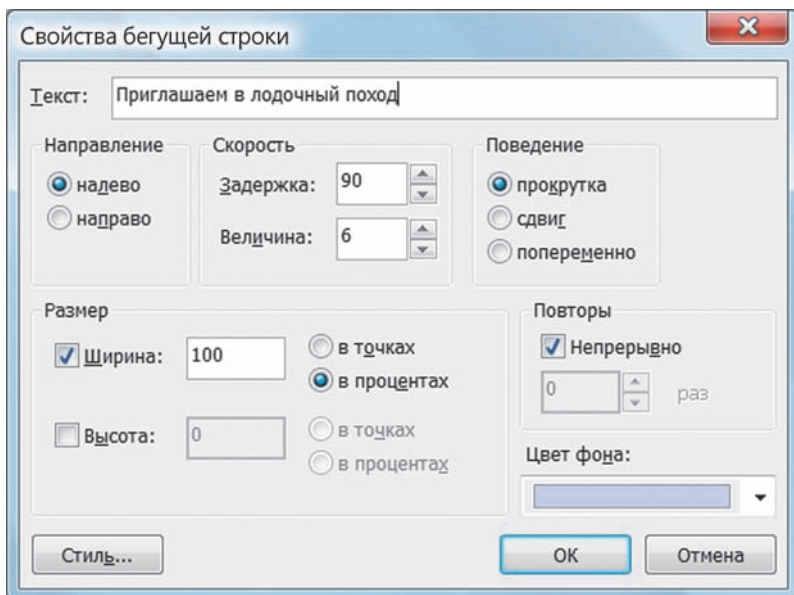 Свойства бегущей строки
Текст: Приглашаем в лодочный поход
Направление
налево
направо
Скорость
Задержка: 90
Величина: 6
Поведение
прокрутка
сдвиг
попеременно
Размер
Ширина: 100
в точках
в процентах
Высота: 0
в точках
в процентах
Повторы
Непрерывно
0 раз
Цвет фона:
Стиль... ОК Отмена